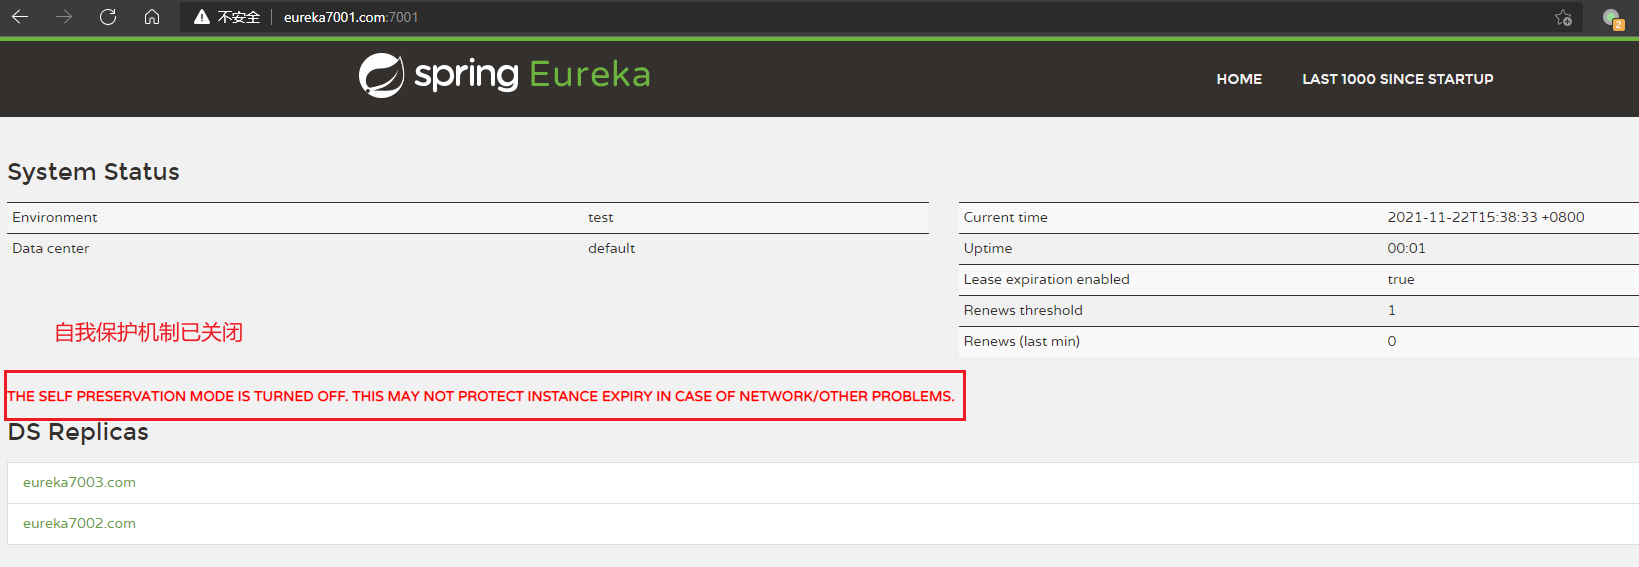 不安全 eureka7001.com:7001
2
spring Eureka
HOME LAST 1000 SINCE STARTUP
System Status
Environment test
Data center default
Current time 2021-11-22T15:38:33 +0800
Uptime 00:01
Lease expiration enabled true
Renews threshold 1
Renews (last min) 0
自我保护机制已关闭
THE SELF PRESERVATION MODE IS TURNED OFF. THIS MAY NOT PROTECT INSTANCE EXPIRY IN CASE OF NETWORK/OTHER PROBLEMS.
DS Replicas
eureka7003.com
eureka7002.com